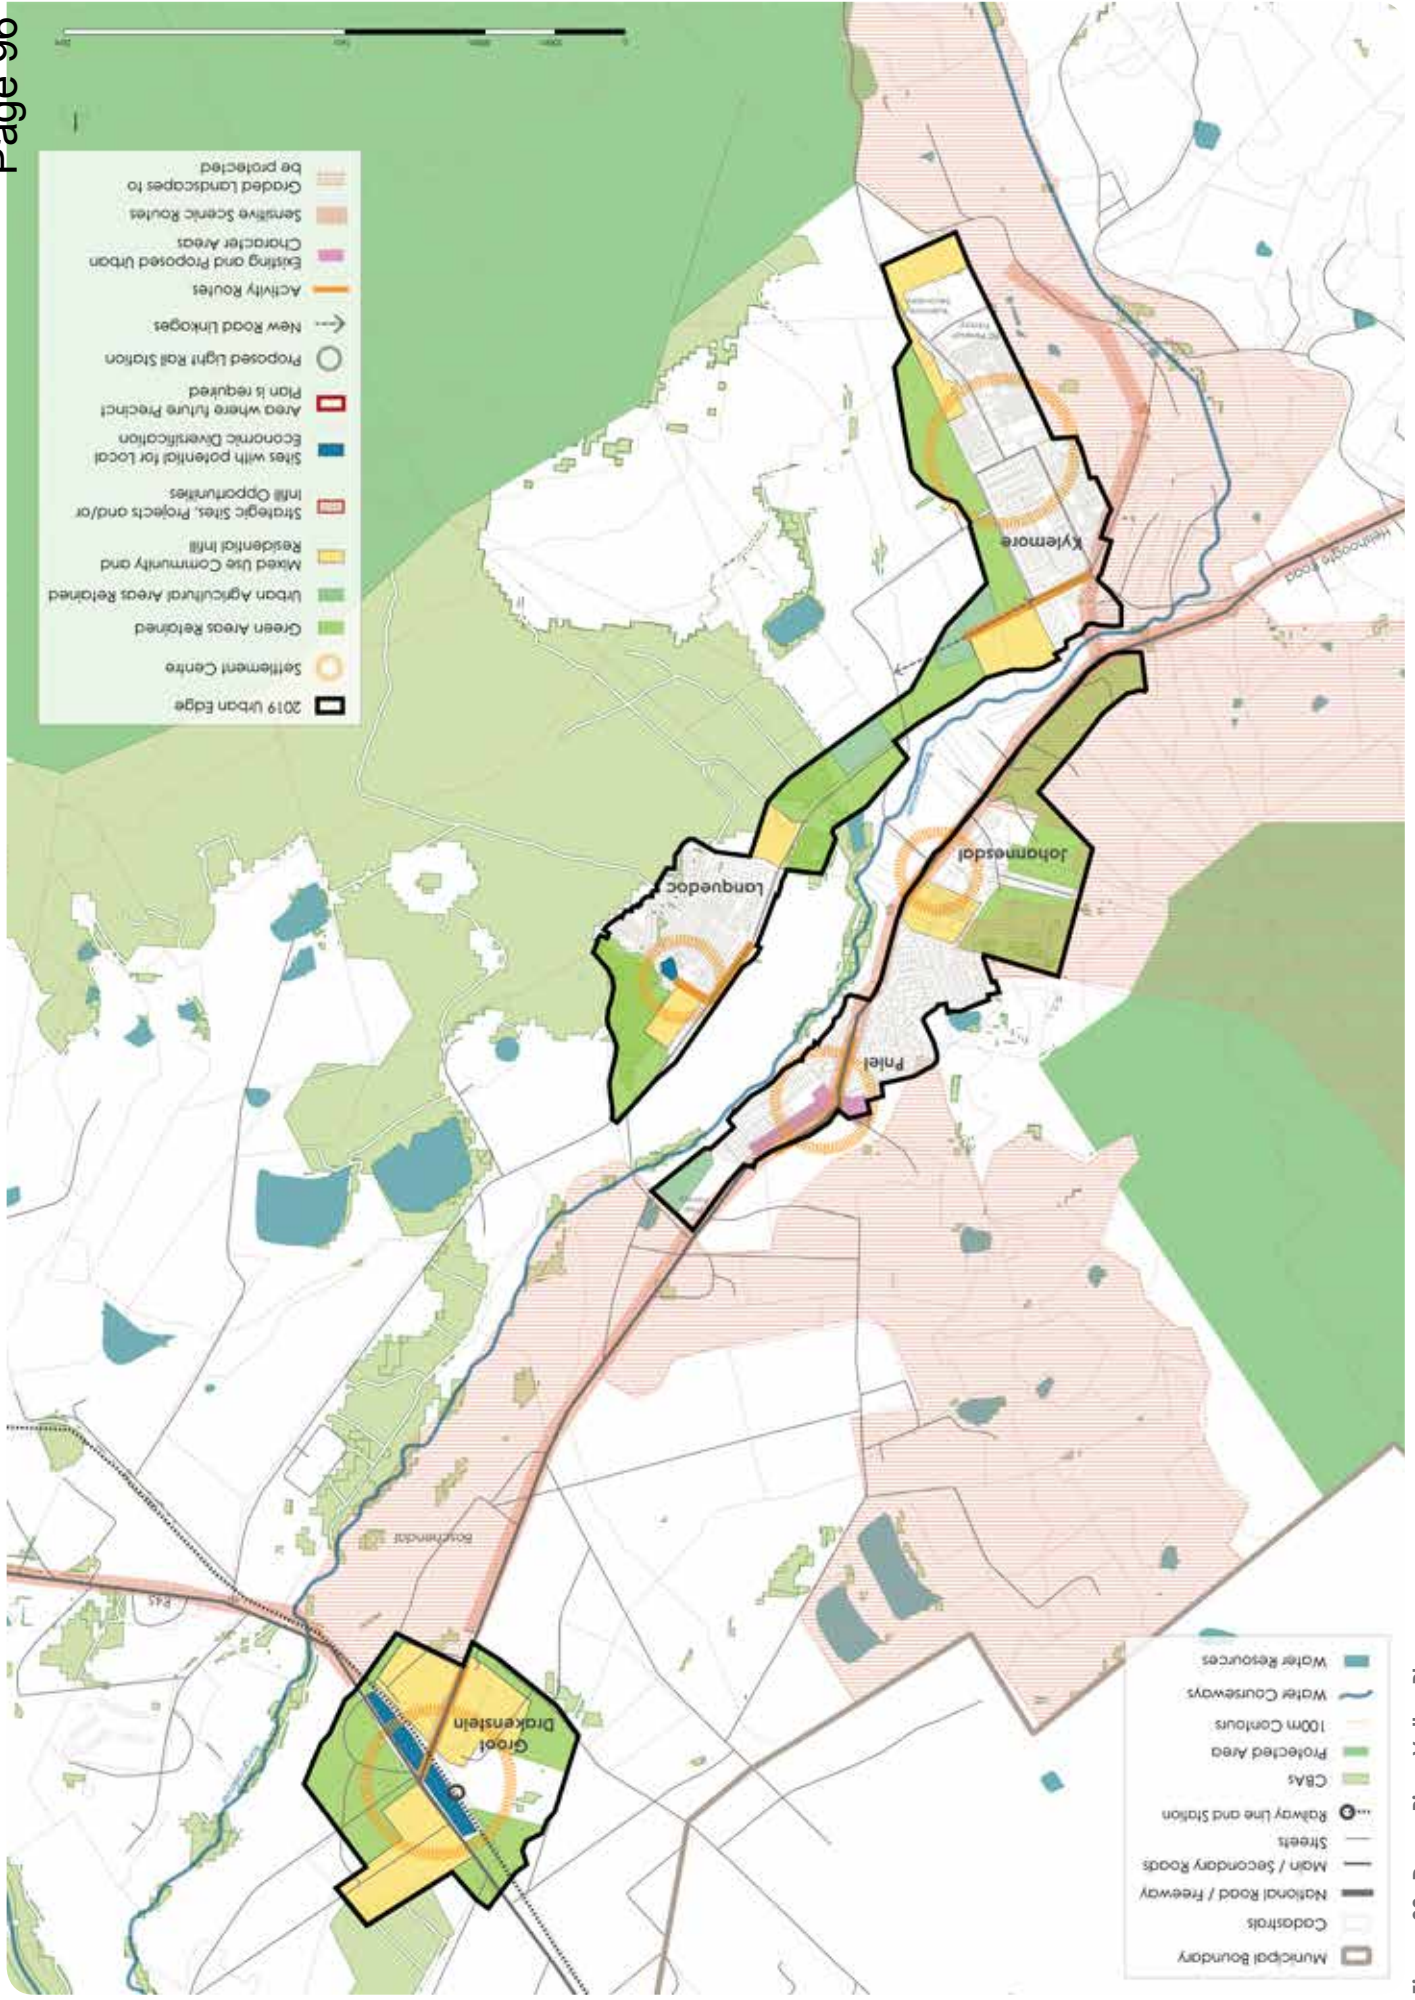 Page 96
Municipal Boundary
Cadastrals
National Road / Freeway
Main / Secondary Roads
Streets
Railway Line and Station
CBAs
Protected Area
100m Contours
Water Courseways
Water Resources
Groot
Drakenstein
R45
Boschendal
Pniel
Lanquedoc
Johannesdal
Kylemore
Helshoogte Road
2019 Urban Edge
Settlement Centre
Green Areas Retained
Urban Agricultural Areas Retained
Mixed Use Community and
Residential Infill
Strategic Sites, Projects and/or
Infill Opportunities
Sites with potential for Local
Economic Diversification
Area where future Precinct
Plan is required
Proposed Light Rail Station
New Road Linkages
Activity Routes
Existing and Proposed Urban
Character Areas
Sensitive Scenic Routes
Graded Landscapes to
be protected